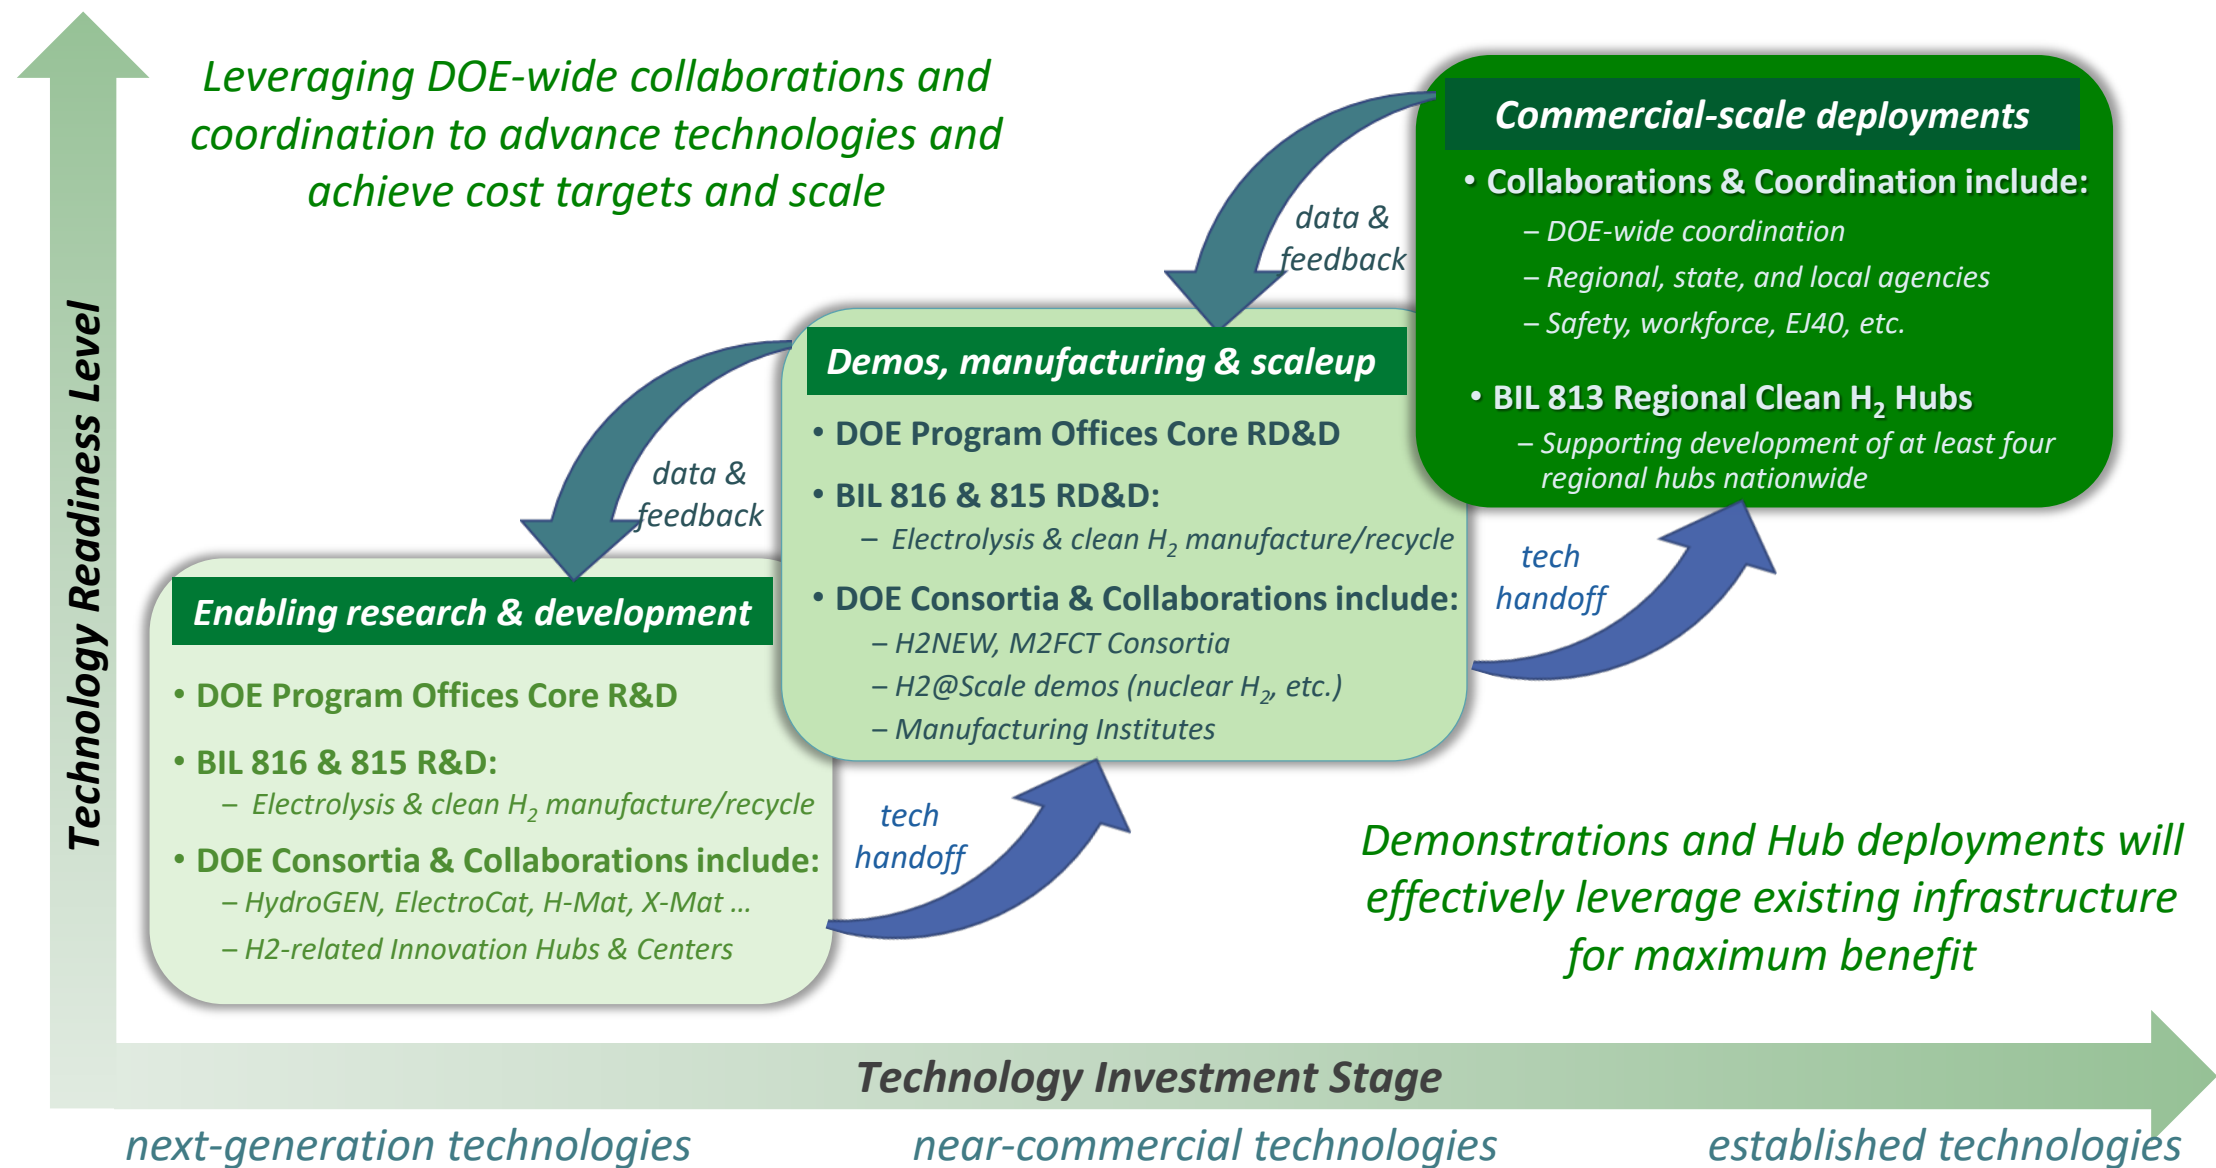 Leveraging DOE-wide collaborations and
coordination to advance technologies and
achieve cost targets and scale
Commercial-scale deployments
• Collaborations & Coordination include:
– DOE-wide coordination
– Regional, state, and local agencies
– Safety, workforce, EJ40, etc.
• BIL 813 Regional Clean H₂ Hubs
– Supporting development of at least four
regional hubs nationwide
data &
feedback
Demos, manufacturing & scaleup
• DOE Program Offices Core RD&D
• BIL 816 & 815 RD&D:
– Electrolysis & clean H₂ manufacture/recycle
• DOE Consortia & Collaborations include:
– H2NEW, M2FCT Consortia
– H2@Scale demos (nuclear H₂, etc.)
– Manufacturing Institutes
tech
handoff
data &
feedback
Enabling research & development
• DOE Program Offices Core R&D
• BIL 816 & 815 R&D:
– Electrolysis & clean H₂ manufacture/recycle
• DOE Consortia & Collaborations include:
– HydroGEN, ElectroCat, H-Mat, X-Mat ...
– H2-related Innovation Hubs & Centers
tech
handoff
Demonstrations and Hub deployments will
effectively leverage existing infrastructure
for maximum benefit
Technology Readiness Level
Technology Investment Stage
next-generation technologies
near-commercial technologies
established technologies